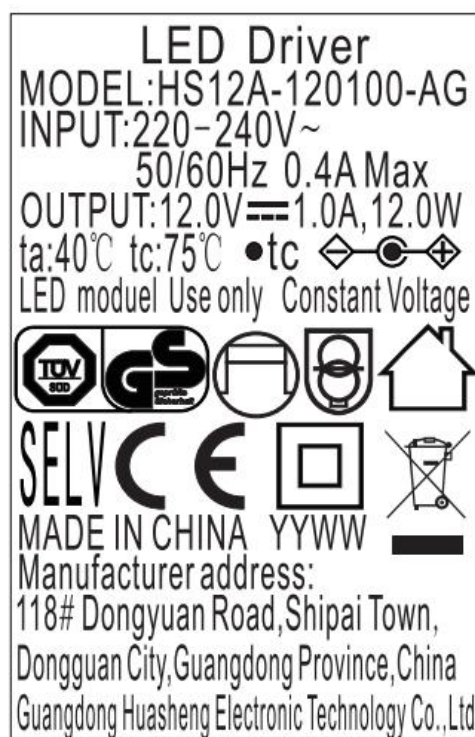 LED Driver
MODEL:HS12A-120100-AG
INPUT:220-240V~
50/60Hz 0.4A Max
OUTPUT:12.0V⎓1.0A,12.0W
ta:40℃ tc:75℃ •tc
LED moduel Use only Constant Voltage
TÜV SÜD GS geprüfte Sicherheit
SELV CE
MADE IN CHINA YYWW
Manufacturer address:
118# Dongyuan Road,Shipai Town,
Dongguan City,Guangdong Province,China
Guangdong Huasheng Electronic Technology Co.,Ltd